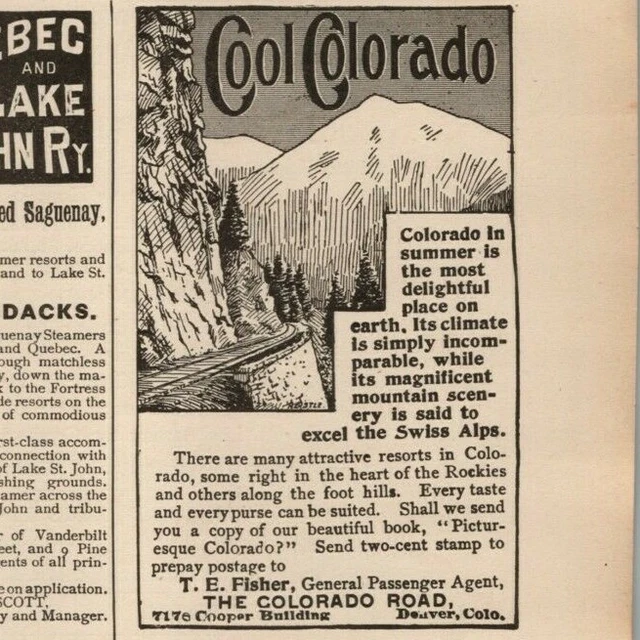 EBEC
AND
LAKE
HN RY.
ed Saguenay,
mer resorts and
and to Lake St.
DACKS.
uenay Steamers
and Quebec. A
ough matchless
y, down the ma-
k to the Fortress
de resorts on the
of commodious
rst-class accom-
connection with
of Lake St. John,
shing grounds.
amer across the
John and tribu-
r of Vanderbilt
eet, and 9 Pine
ents of all prin-
e on application.
SCOTT,
y and Manager.
Cool Colorado
Colorado in
summer is
the most
delightful
place on
earth. Its climate
is simply incom-
parable, while
its magnificent
mountain scen-
ery is said to
excel the Swiss Alps.
There are many attractive resorts in Colo-
rado, some right in the heart of the Rockies
and others along the foot hills. Every taste
and every purse can be suited. Shall we send
you a copy of our beautiful book, “Pictur-
esque Colorado?” Send two-cent stamp to
prepay postage to
T. E. Fisher, General Passenger Agent,
THE COLORADO ROAD,
Cooper Building Denver, Colo.